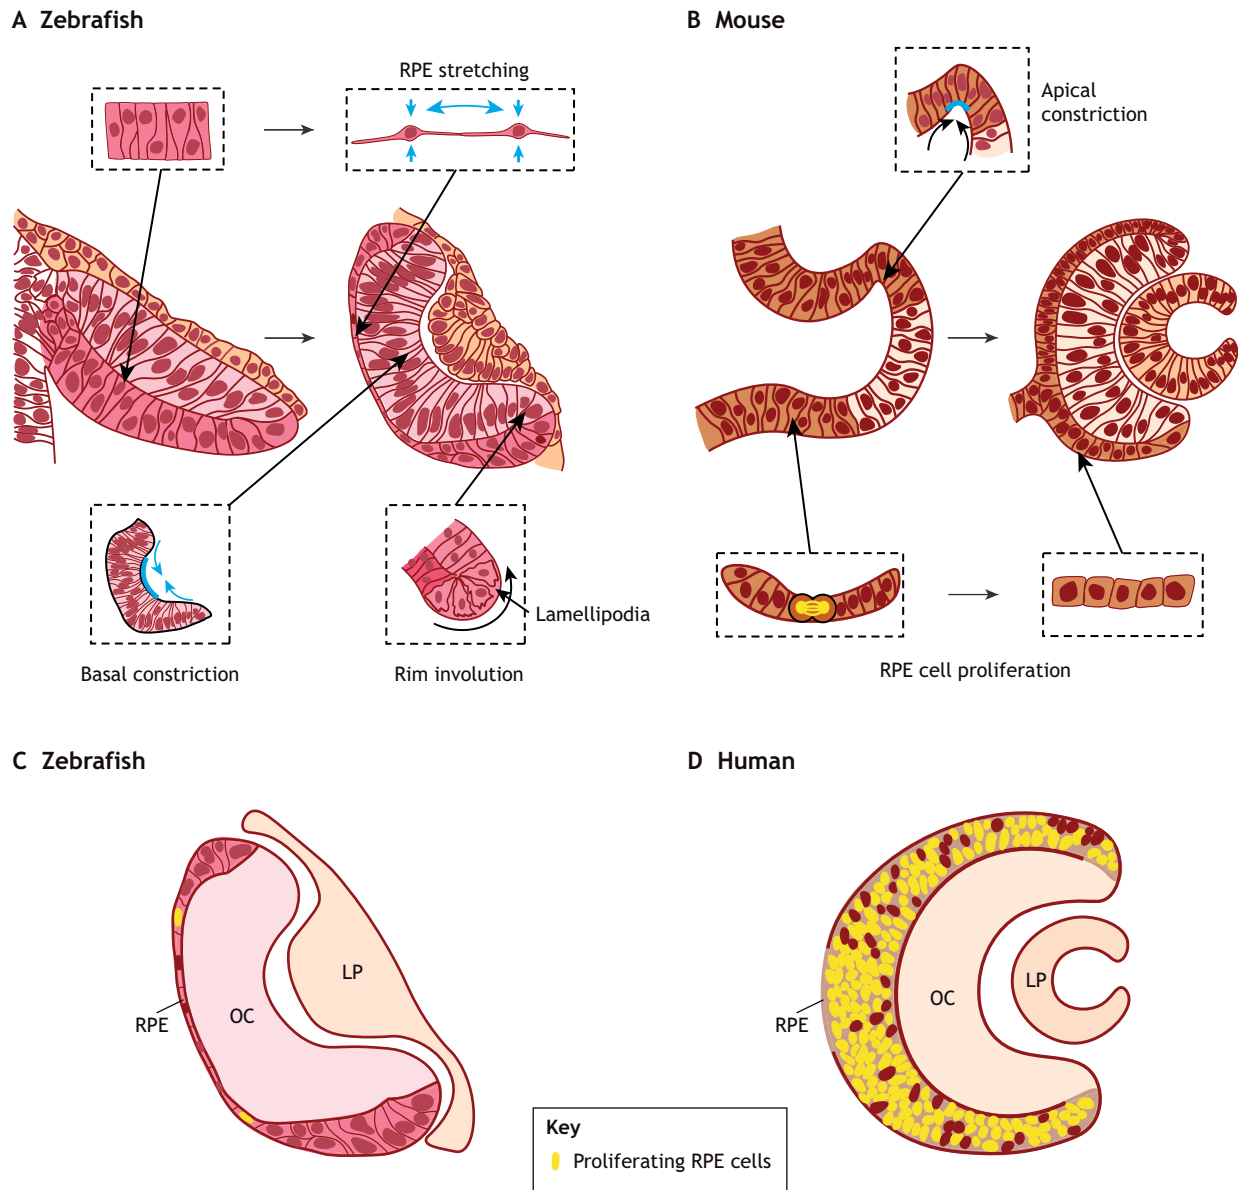 A Zebrafish
B Mouse
RPE stretching
Apical
constriction
Lamellipodia
Basal constriction
Rim involution
RPE cell proliferation
C Zebrafish
D Human
LP
OC
RPE
LP
OC
RPE
Key
Proliferating RPE cells